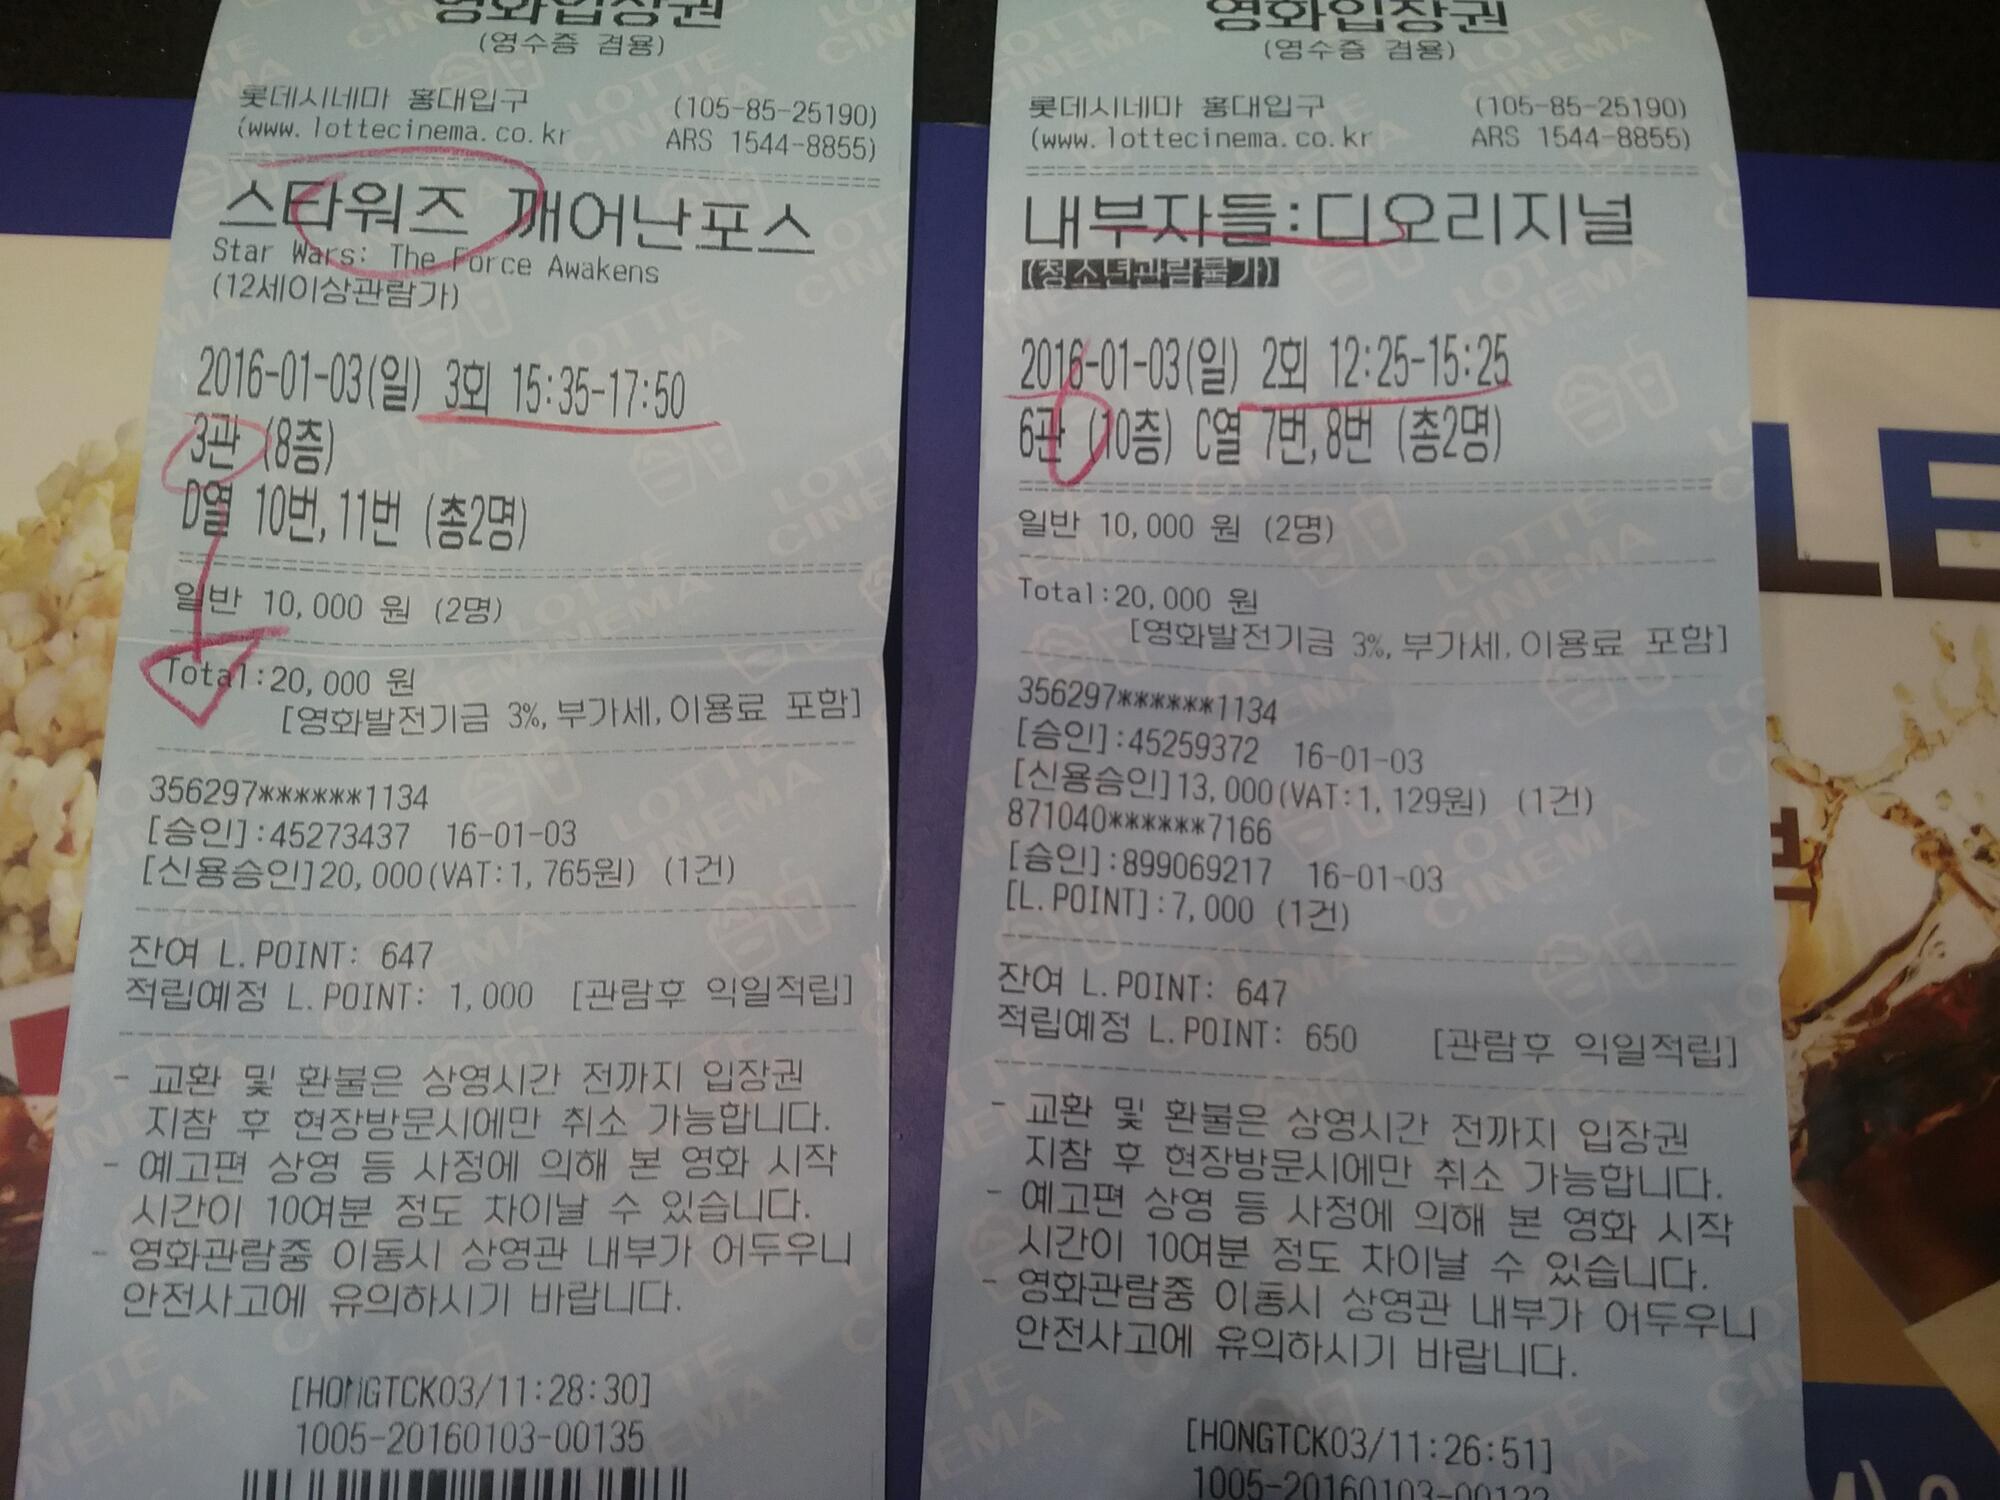 영화입장권
(영수증 겸용)
롯데시네마 홍대입구 (105-85-25190)
(www.lottecinema.co.kr ARS 1544-8855)
스타워즈 깨어난포스
Star Wars: The Force Awakens
(12세이상관람가)
2016-01-03(일) 3회 15:35-17:50
3관 (8층)
D열 10번,11번 (총2명)
일반 10,000 원 (2명)
Total:20,000 원
[영화발전기금 3%,부가세,이용료 포함]
356297******1134
[승인]:45273437 16-01-03
[신용승인]20,000(VAT:1,765원) (1건)
잔여 L.POINT: 647
적립예정 L.POINT: 1,000 [관람후 익일적립]
- 교환 및 환불은 상영시간 전까지 입장권
지참 후 현장방문시에만 취소 가능합니다.
- 예고편 상영 등 사정에 의해 본 영화 시작
시간이 10여분 정도 차이날 수 있습니다.
- 영화관람중 이동시 상영관 내부가 어두우니
안전사고에 유의하시기 바랍니다.
[HONGTCK03/11:28:30]
1005-20160103-00135
영화입장권
(영수증 겸용)
롯데시네마 홍대입구 (105-85-25190)
(www.lottecinema.co.kr ARS 1544-8855)
내부자들:디오리지널
(청소년관람불가)
2016-01-03(일) 2회 12:25-15:25
6관 (10층) C열 7번,8번 (총2명)
일반 10,000 원 (2명)
Total:20,000 원
[영화발전기금 3%,부가세,이용료 포함]
356297******1134
[승인]:45259372 16-01-03
[신용승인]13,000(VAT:1,129원) (1건)
871040******7166
[승인]:899069217 16-01-03
[L.POINT]:7,000 (1건)
잔여 L.POINT: 647
적립예정 L.POINT: 650 [관람후 익일적립]
- 교환 및 환불은 상영시간 전까지 입장권
지참 후 현장방문시에만 취소 가능합니다.
- 예고편 상영 등 사정에 의해 본 영화 시작
시간이 10여분 정도 차이날 수 있습니다.
- 영화관람중 이동시 상영관 내부가 어두우니
안전사고에 유의하시기 바랍니다.
[HONGTCK03/11:26:51]
LE